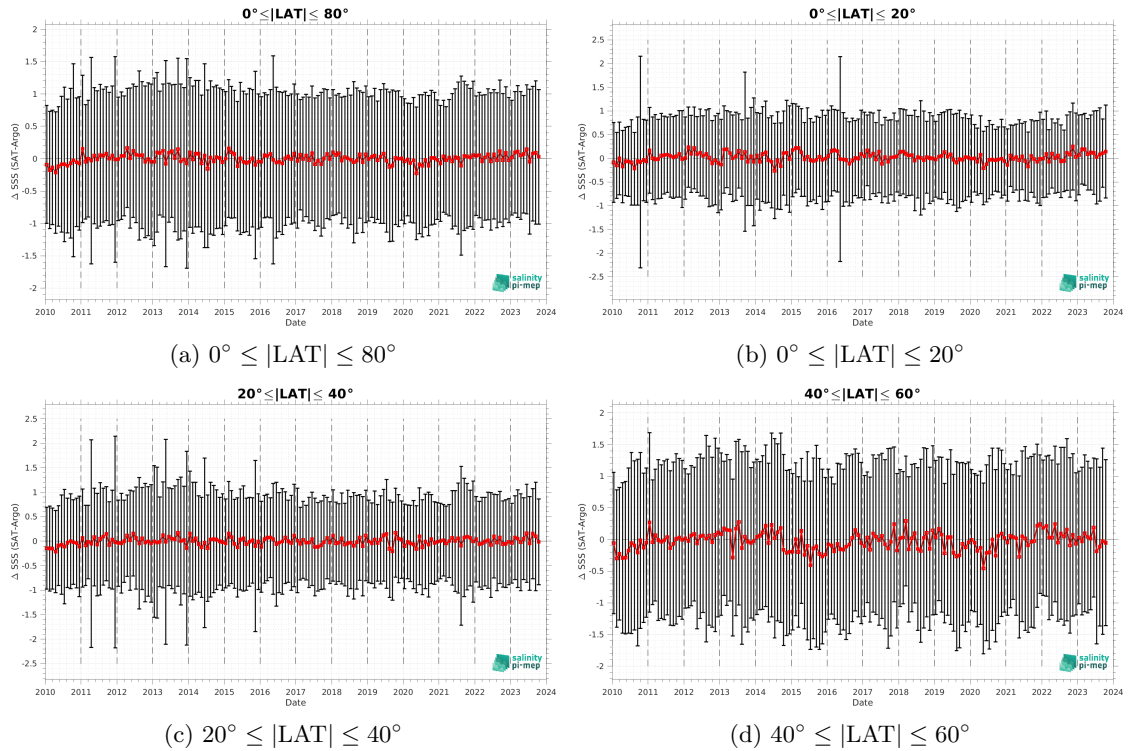 0°≤|LAT|≤ 80°
2
1.5
1
0.5
0
-0.5
-1
-1.5
-2
Δ SSS (SAT-Argo)
salinity
pi-mep
2010 2011 2012 2013 2014 2015 2016 2017 2018 2019 2020 2021 2022 2023 2024
Date
(a) 0° ≤ |LAT| ≤ 80°
0°≤|LAT|≤ 20°
2.5
2
1.5
1
0.5
0
-0.5
-1
-1.5
-2
-2.5
Δ SSS (SAT-Argo)
salinity
pi-mep
2010 2011 2012 2013 2014 2015 2016 2017 2018 2019 2020 2021 2022 2023 2024
Date
(b) 0° ≤ |LAT| ≤ 20°
20°≤|LAT|≤ 40°
2.5
2
1.5
1
0.5
0
-0.5
-1
-1.5
-2
-2.5
Δ SSS (SAT-Argo)
salinity
pi-mep
2010 2011 2012 2013 2014 2015 2016 2017 2018 2019 2020 2021 2022 2023 2024
Date
(c) 20° ≤ |LAT| ≤ 40°
40°≤|LAT|≤ 60°
2
1.5
1
0.5
0
-0.5
-1
-1.5
-2
Δ SSS (SAT-Argo)
salinity
pi-mep
2010 2011 2012 2013 2014 2015 2016 2017 2018 2019 2020 2021 2022 2023 2024
Date
(d) 40° ≤ |LAT| ≤ 60°